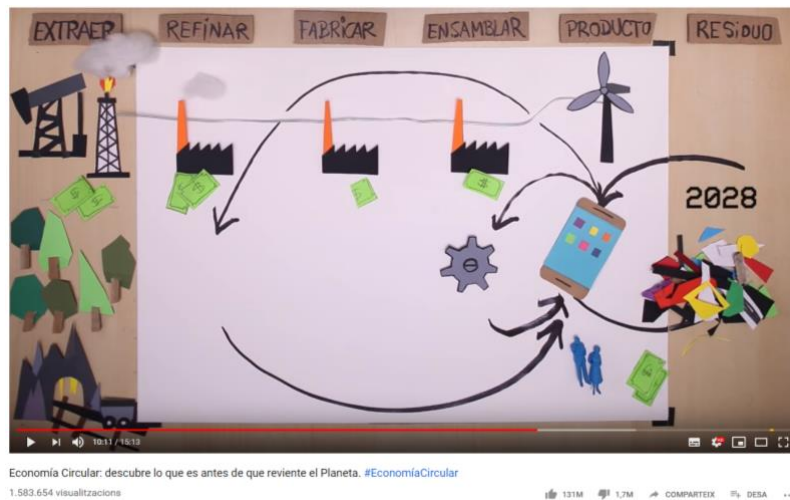 EXTRAER REFINAR FABRICAR ENSAMBLAR PRODUCTO RESIDUO
2028
10:11 / 15:13
Economía Circular: descubre lo que es antes de que reviente el Planeta. #EconomíaCircular
1.583.654 visualitzacions
131M 1,7M COMPARTEIX DESA